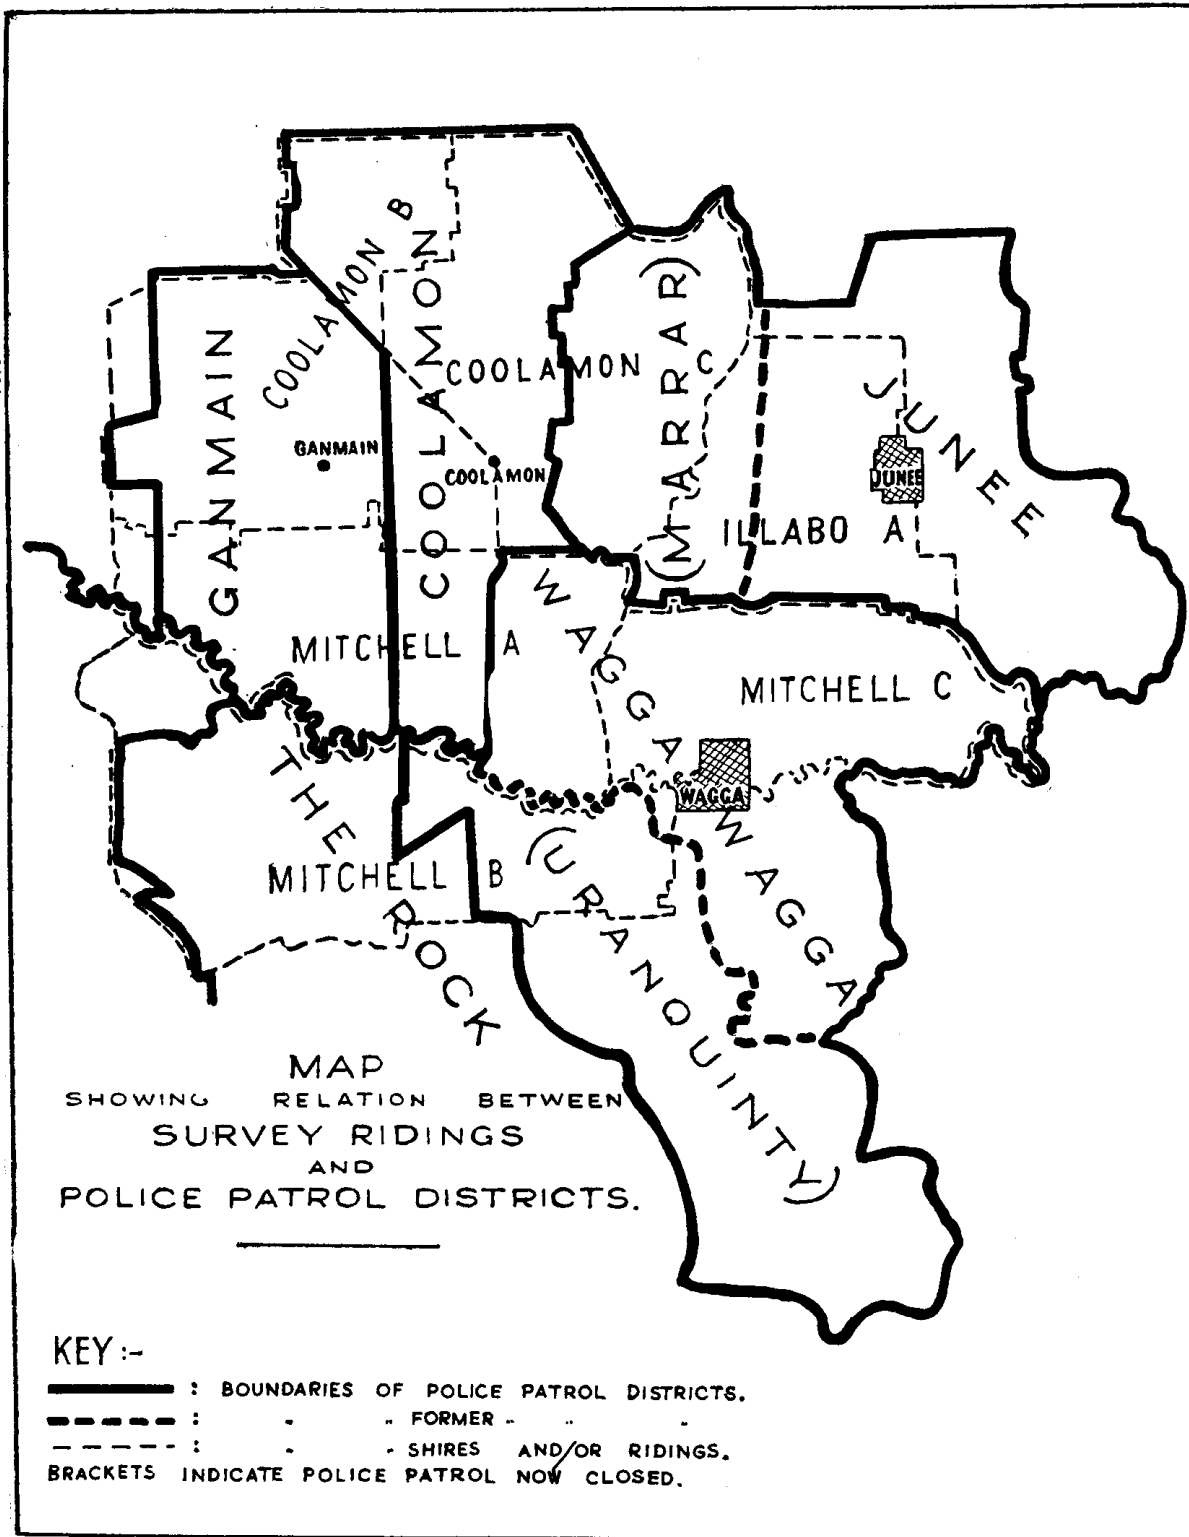 COOLAMON B
COOLAMON
(MARRAR)
GANMAIN
COOLAMON C
JUNEE
GANMAIN
COOLAMON
JUNEE
ILLABO A
WAGGA WAGGA
MITCHELL A
MITCHELL C
WAGGA
THE ROCK
MITCHELL B
(URANQUINTY)
MAP
SHOWING RELATION BETWEEN
SURVEY RIDINGS
AND
POLICE PATROL DISTRICTS.
KEY :-
: BOUNDARIES OF POLICE PATROL DISTRICTS.
: " " FORMER " " "
: " " SHIRES AND/OR RIDINGS.
BRACKETS INDICATE POLICE PATROL NOW CLOSED.